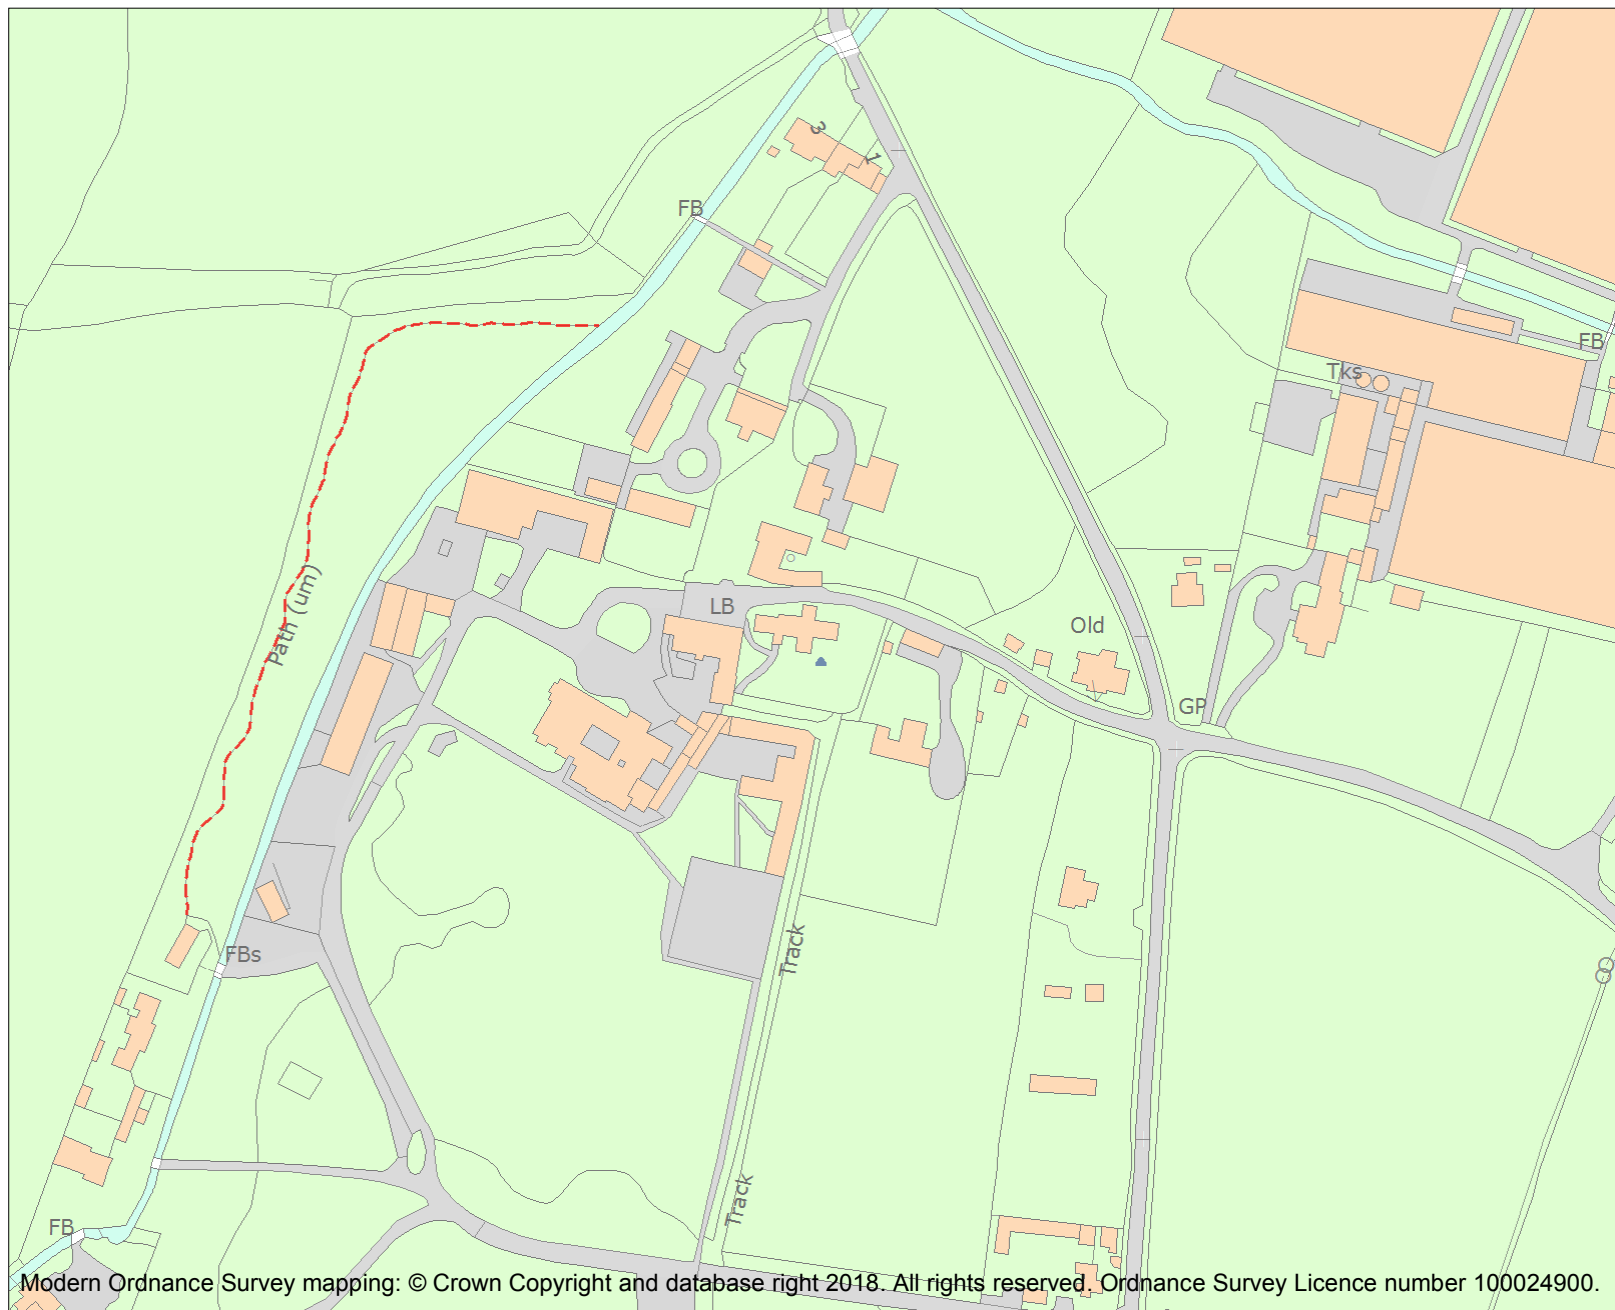 3
1
FB
FB
Tks
Path (um)
LB
Old
GP
FBs
Track
Track
FB
Modern Ordnance Survey mapping: © Crown Copyright and database right 2018. All rights reserved. Ordnance Survey Licence number 100024900.